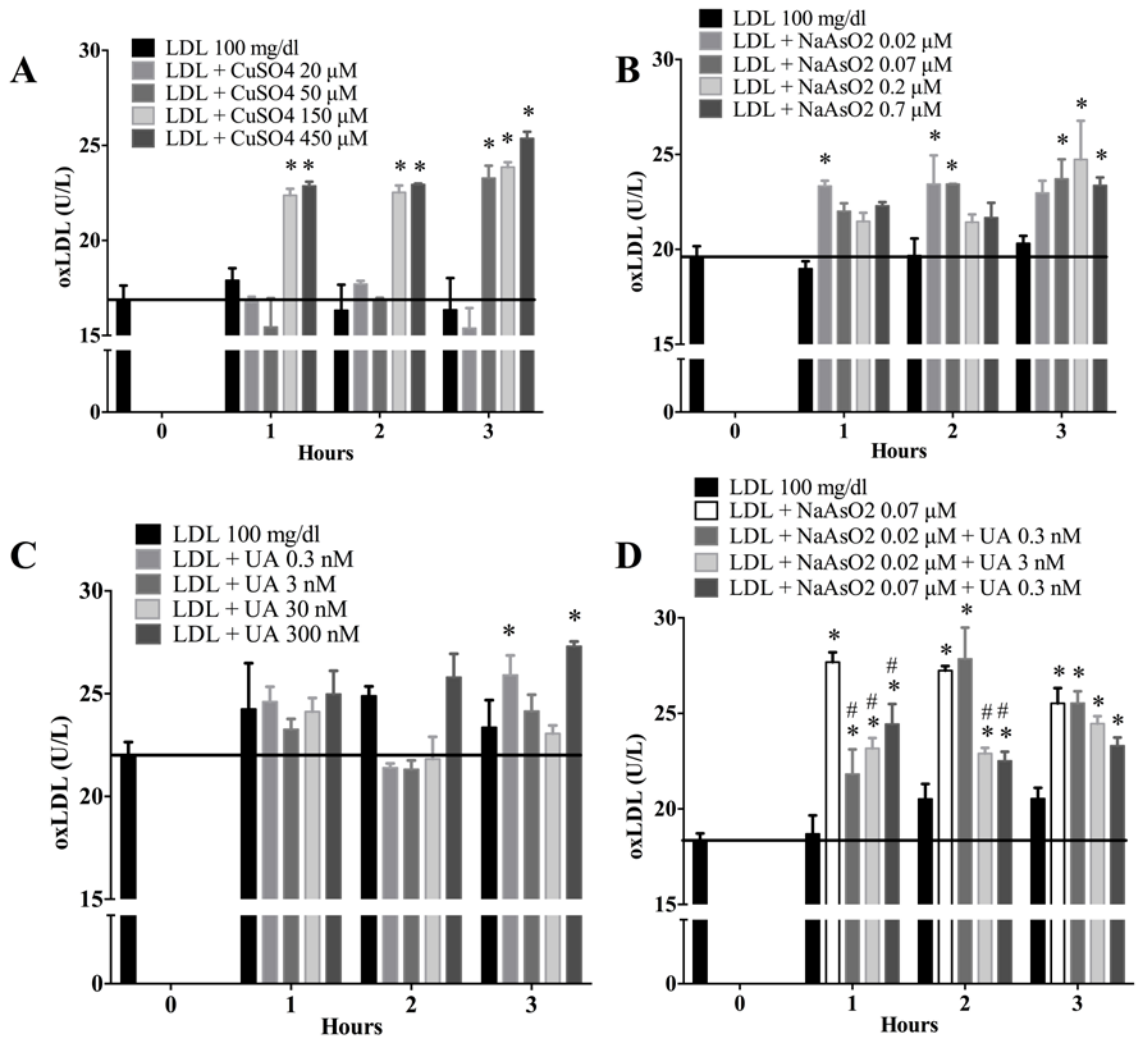 A
LDL 100 mg/dl
LDL + CuSO4 20 µM
LDL + CuSO4 50 µM
LDL + CuSO4 150 µM
LDL + CuSO4 450 µM
oxLDL (U/L)
30
25
20
15
0
* *
* *
* * *
0 1 2 3
Hours
B
LDL 100 mg/dl
LDL + NaAsO2 0.02 µM
LDL + NaAsO2 0.07 µM
LDL + NaAsO2 0.2 µM
LDL + NaAsO2 0.7 µM
oxLDL (U/L)
30
25
20
15
0
*
* *
* * *
0 1 2 3
Hours
C
LDL 100 mg/dl
LDL + UA 0.3 nM
LDL + UA 3 nM
LDL + UA 30 nM
LDL + UA 300 nM
oxLDL (U/L)
30
25
20
15
0
* *
0 1 2 3
Hours
D
LDL 100 mg/dl
LDL + NaAsO2 0.07 µM
LDL + NaAsO2 0.02 µM + UA 0.3 nM
LDL + NaAsO2 0.02 µM + UA 3 nM
LDL + NaAsO2 0.07 µM + UA 0.3 nM
oxLDL (U/L)
30
25
20
15
0
# # #
* * * *
# #
* * * *
* * * *
0 1 2 3
Hours